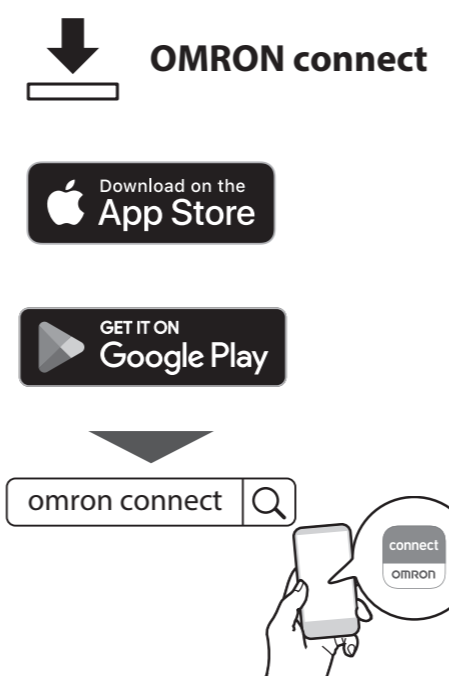 OMRON connect
Download on the
App Store
GET IT ON
Google Play
omron connect
connect
OMRON